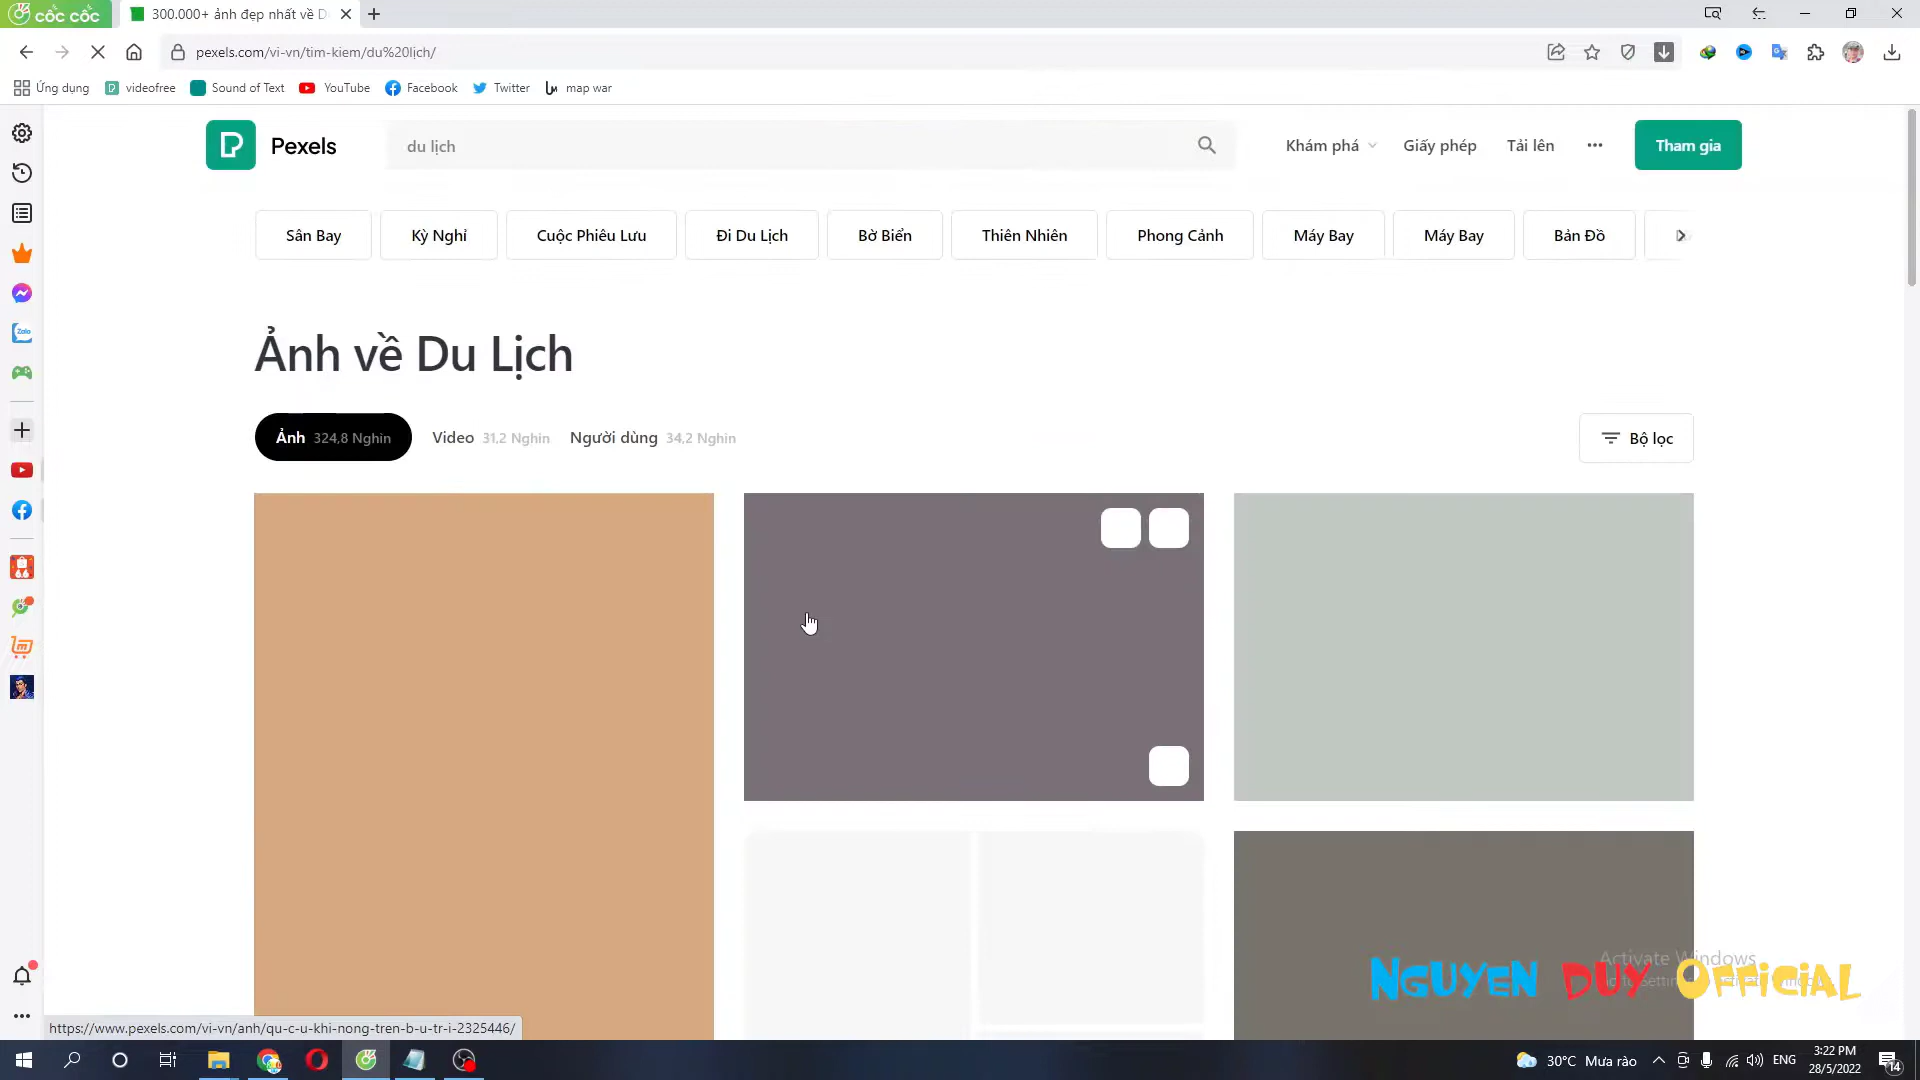 cốc cốc
300.000+ ảnh đẹp nhất về D
pexels.com/vi-vn/tim-kiem/du%20lich/
Ứng dụng
videofree
Sound of Text
YouTube
Facebook
Twitter
map war
Pexels
du lịch
Khám phá
Giấy phép
Tải lên
Tham gia
Sân Bay
Kỳ Nghỉ
Cuộc Phiêu Lưu
Đi Du Lịch
Bờ Biển
Thiên Nhiên
Phong Cảnh
Máy Bay
Máy Bay
Bản Đồ
Ảnh về Du Lịch
Ảnh 324,8 Nghìn
Video 31,2 Nghìn
Người dùng 34,2 Nghìn
Bộ lọc
Zalo
Activate Windows
NGUYEN DUY OFFICIAL
https://www.pexels.com/vi-vn/anh/qu-c-u-khi-nong-tren-b-u-tr-i-2325446/
30°C Mưa rào
ENG
3:22 PM
28/5/2022
14